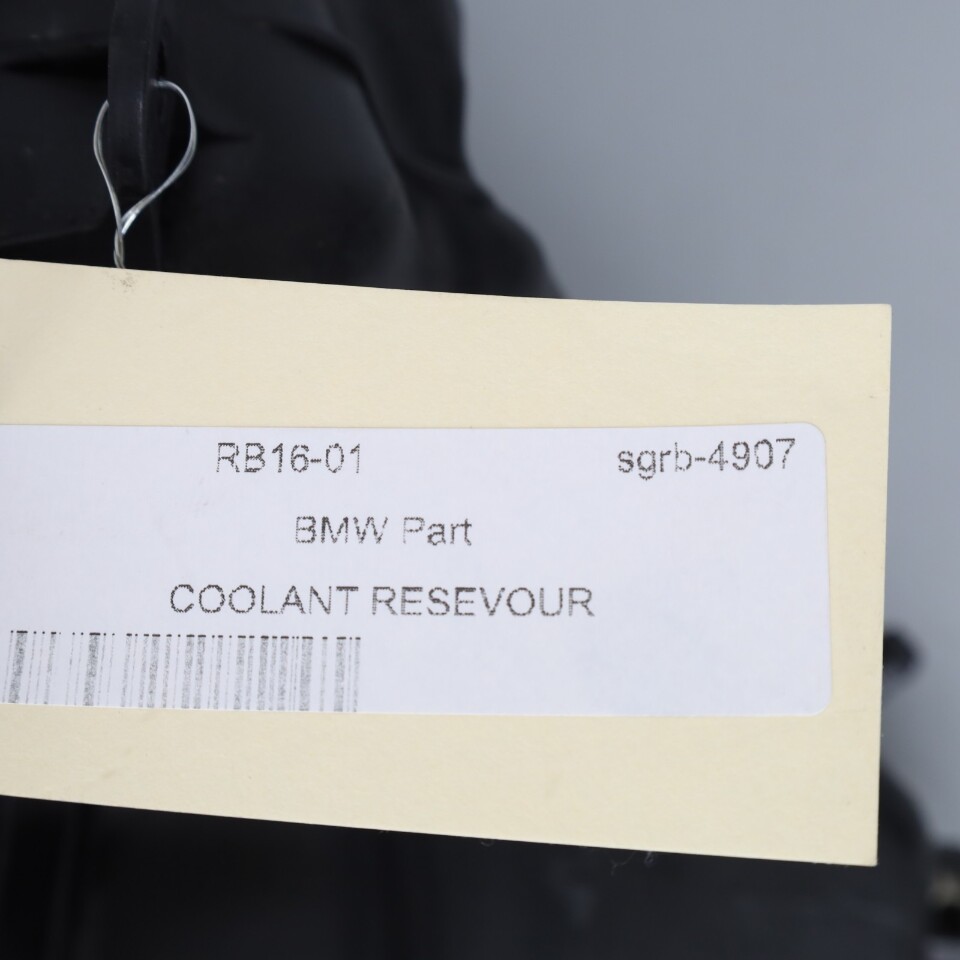 RB16-01 sgrb-4907
BMW Part
COOLANT RESEVOUR